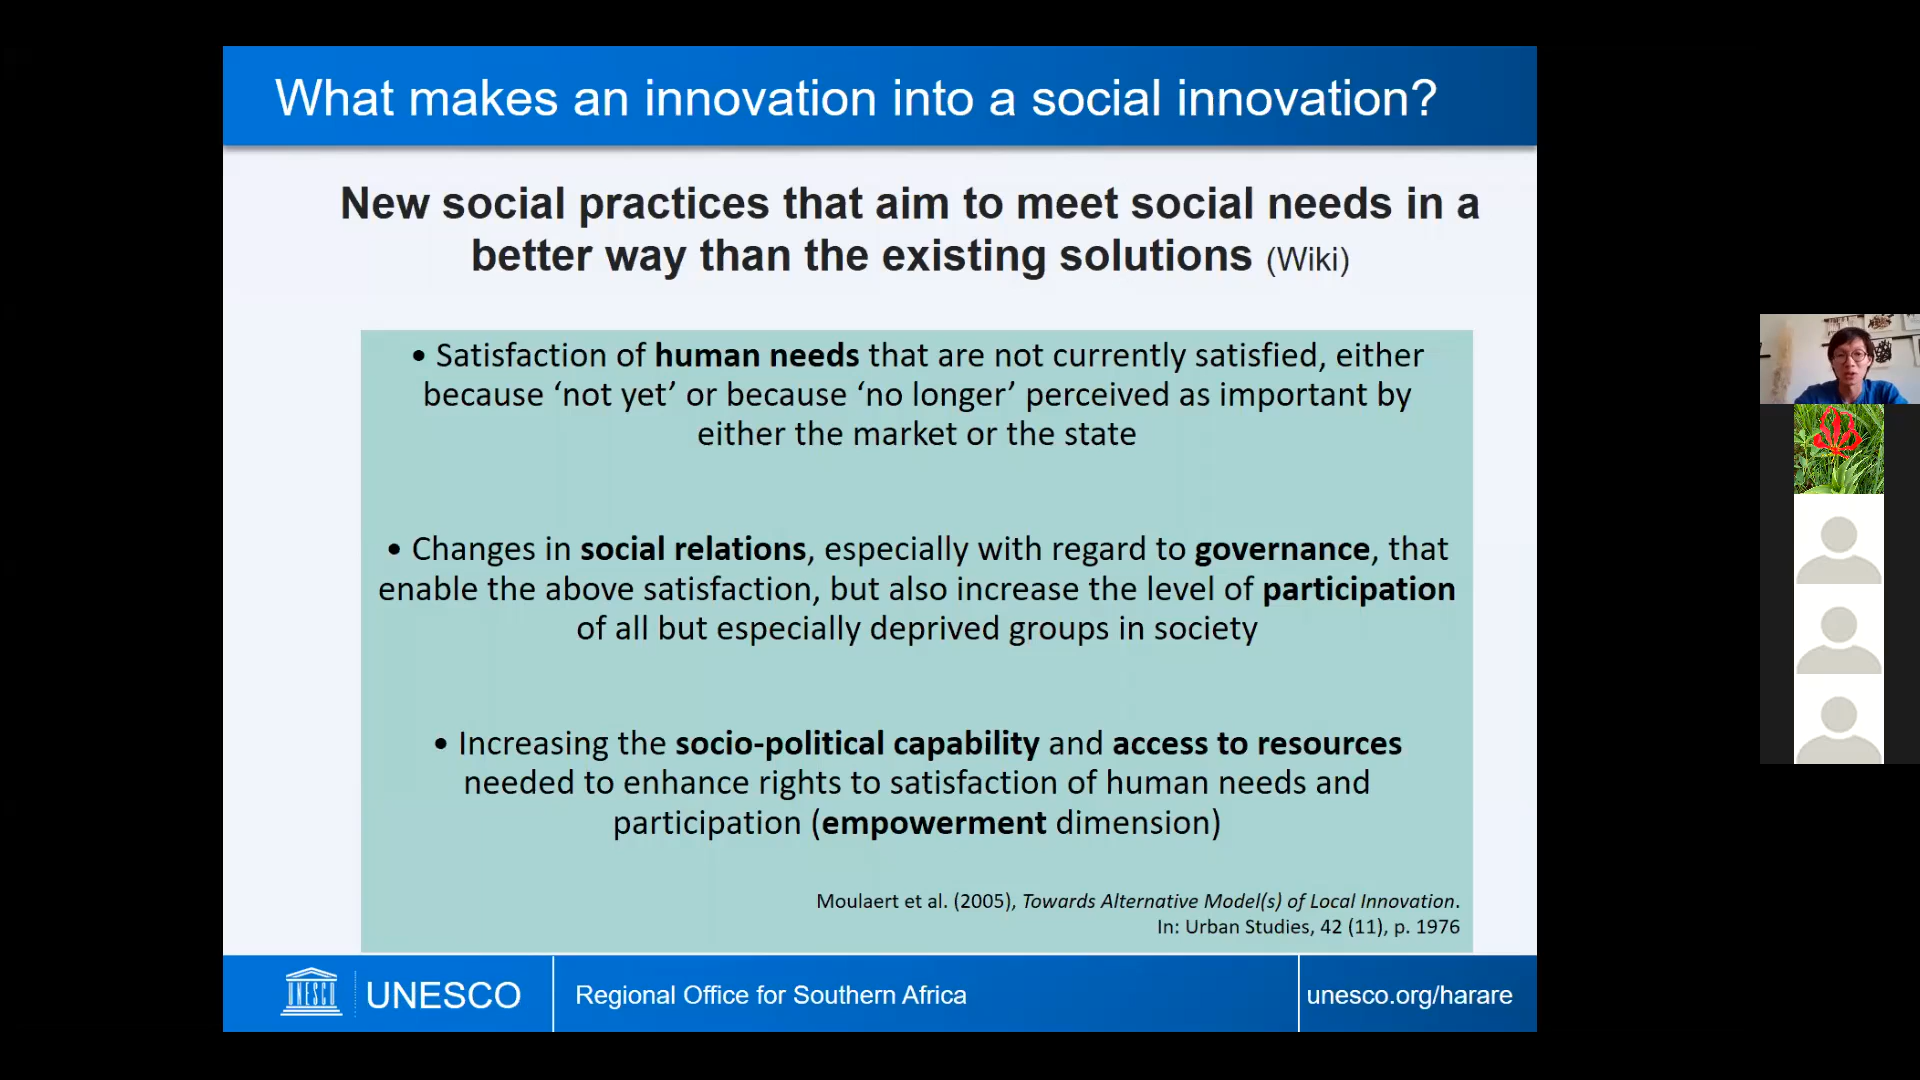 What makes an innovation into a social innovation?
New social practices that aim to meet social needs in a
better way than the existing solutions (Wiki)
• Satisfaction of human needs that are not currently satisfied, either
because ‘not yet’ or because ‘no longer’ perceived as important by
either the market or the state
• Changes in social relations, especially with regard to governance, that
enable the above satisfaction, but also increase the level of participation
of all but especially deprived groups in society
• Increasing the socio-political capability and access to resources
needed to enhance rights to satisfaction of human needs and
participation (empowerment dimension)
Moulaert et al. (2005), Towards Alternative Model(s) of Local Innovation.
In: Urban Studies, 42 (11), p. 1976
UNESCO
UNESCO
Regional Office for Southern Africa
unesco.org/harare